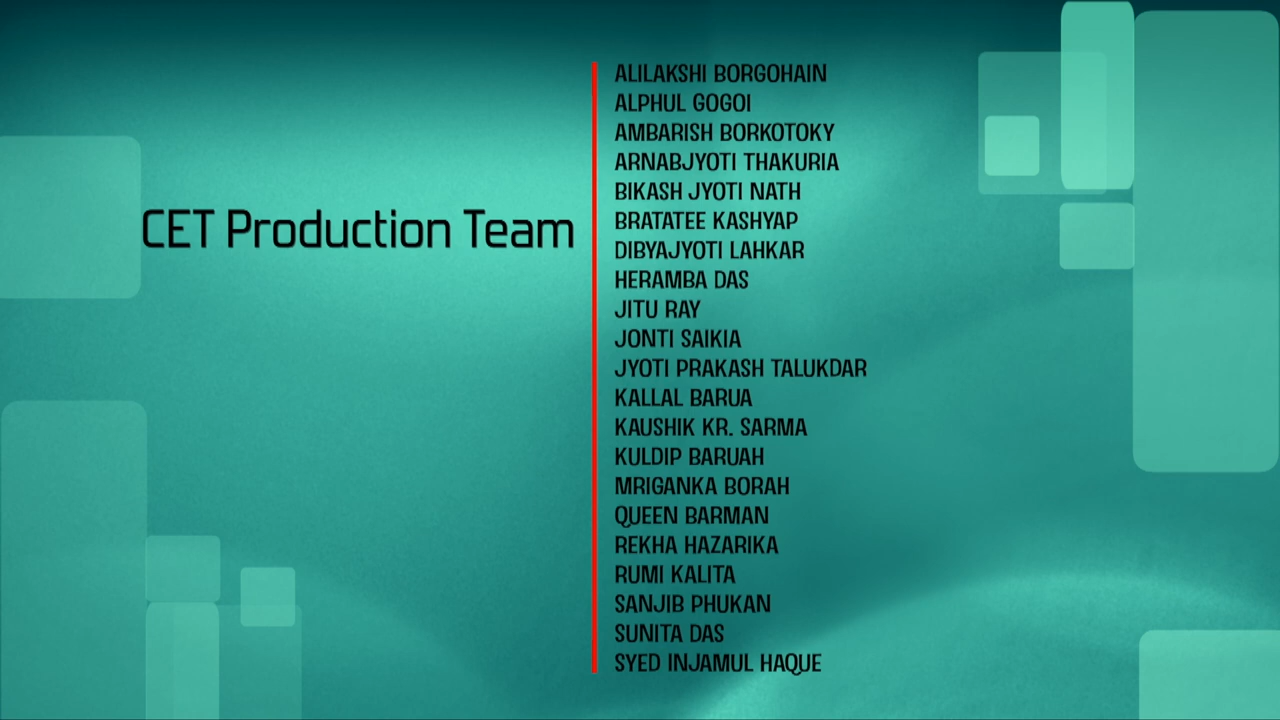 CET Production Team
ALILAKSHI BORGOHAIN
ALPHUL GOGOI
AMBARISH BORKOTOKY
ARNABJYOTI THAKURIA
BIKASH JYOTI NATH
BRATATEE KASHYAP
DIBYAJYOTI LAHKAR
HERAMBA DAS
JITU RAY
JONTI SAIKIA
JYOTI PRAKASH TALUKDAR
KALLAL BARUA
KAUSHIK KR. SARMA
KULDIP BARUAH
MRIGANKA BORAH
QUEEN BARMAN
REKHA HAZARIKA
RUMI KALITA
SANJIB PHUKAN
SUNITA DAS
SYED INJAMUL HAQUE